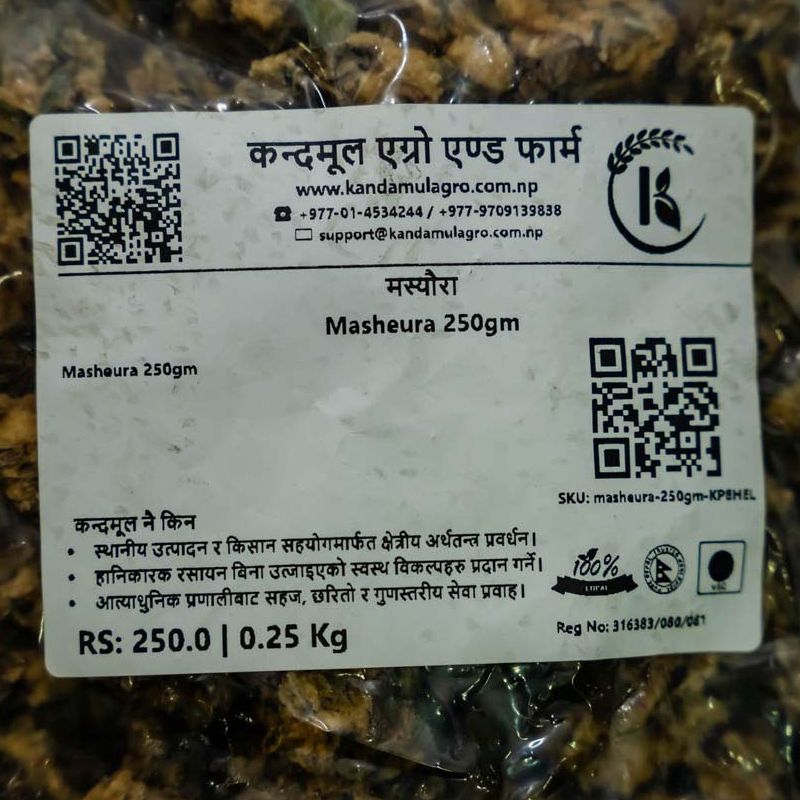 कन्दमूल एग्रो एण्ड फार्म
www.kandamulagro.com.np
+977-01-4534244 / +977-9709139838
support@kandamulagro.com.np
मस्यौरा
Masheura 250gm
Masheura 250gm
SKU: masheura-250gm-KP8HEL
कन्दमूल नै किन
• स्थानीय उत्पादन र किसान सहयोगमार्फत क्षेत्रीय अर्थतन्त्र प्रवर्धन।
• हानिकारक रसायन विना उत्जाइएको स्वस्थ विकल्पहरु प्रदान गर्ने।
• आत्याधुनिक प्रणालीबाट सहज, छरितो र गुणस्तरीय सेवा प्रवाह।
100%
LOCAL
VEG
RS: 250.0 | 0.25 Kg
Reg No: 316383/080/081